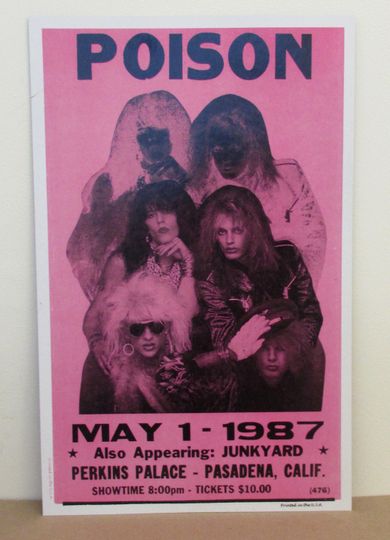 POISON
MAY 1 - 1987
★ Also Appearing: JUNKYARD ★
PERKINS PALACE - PASADENA, CALIF.
SHOWTIME 8:00pm - TICKETS $10.00 (476)
Printed in the U.S.A.